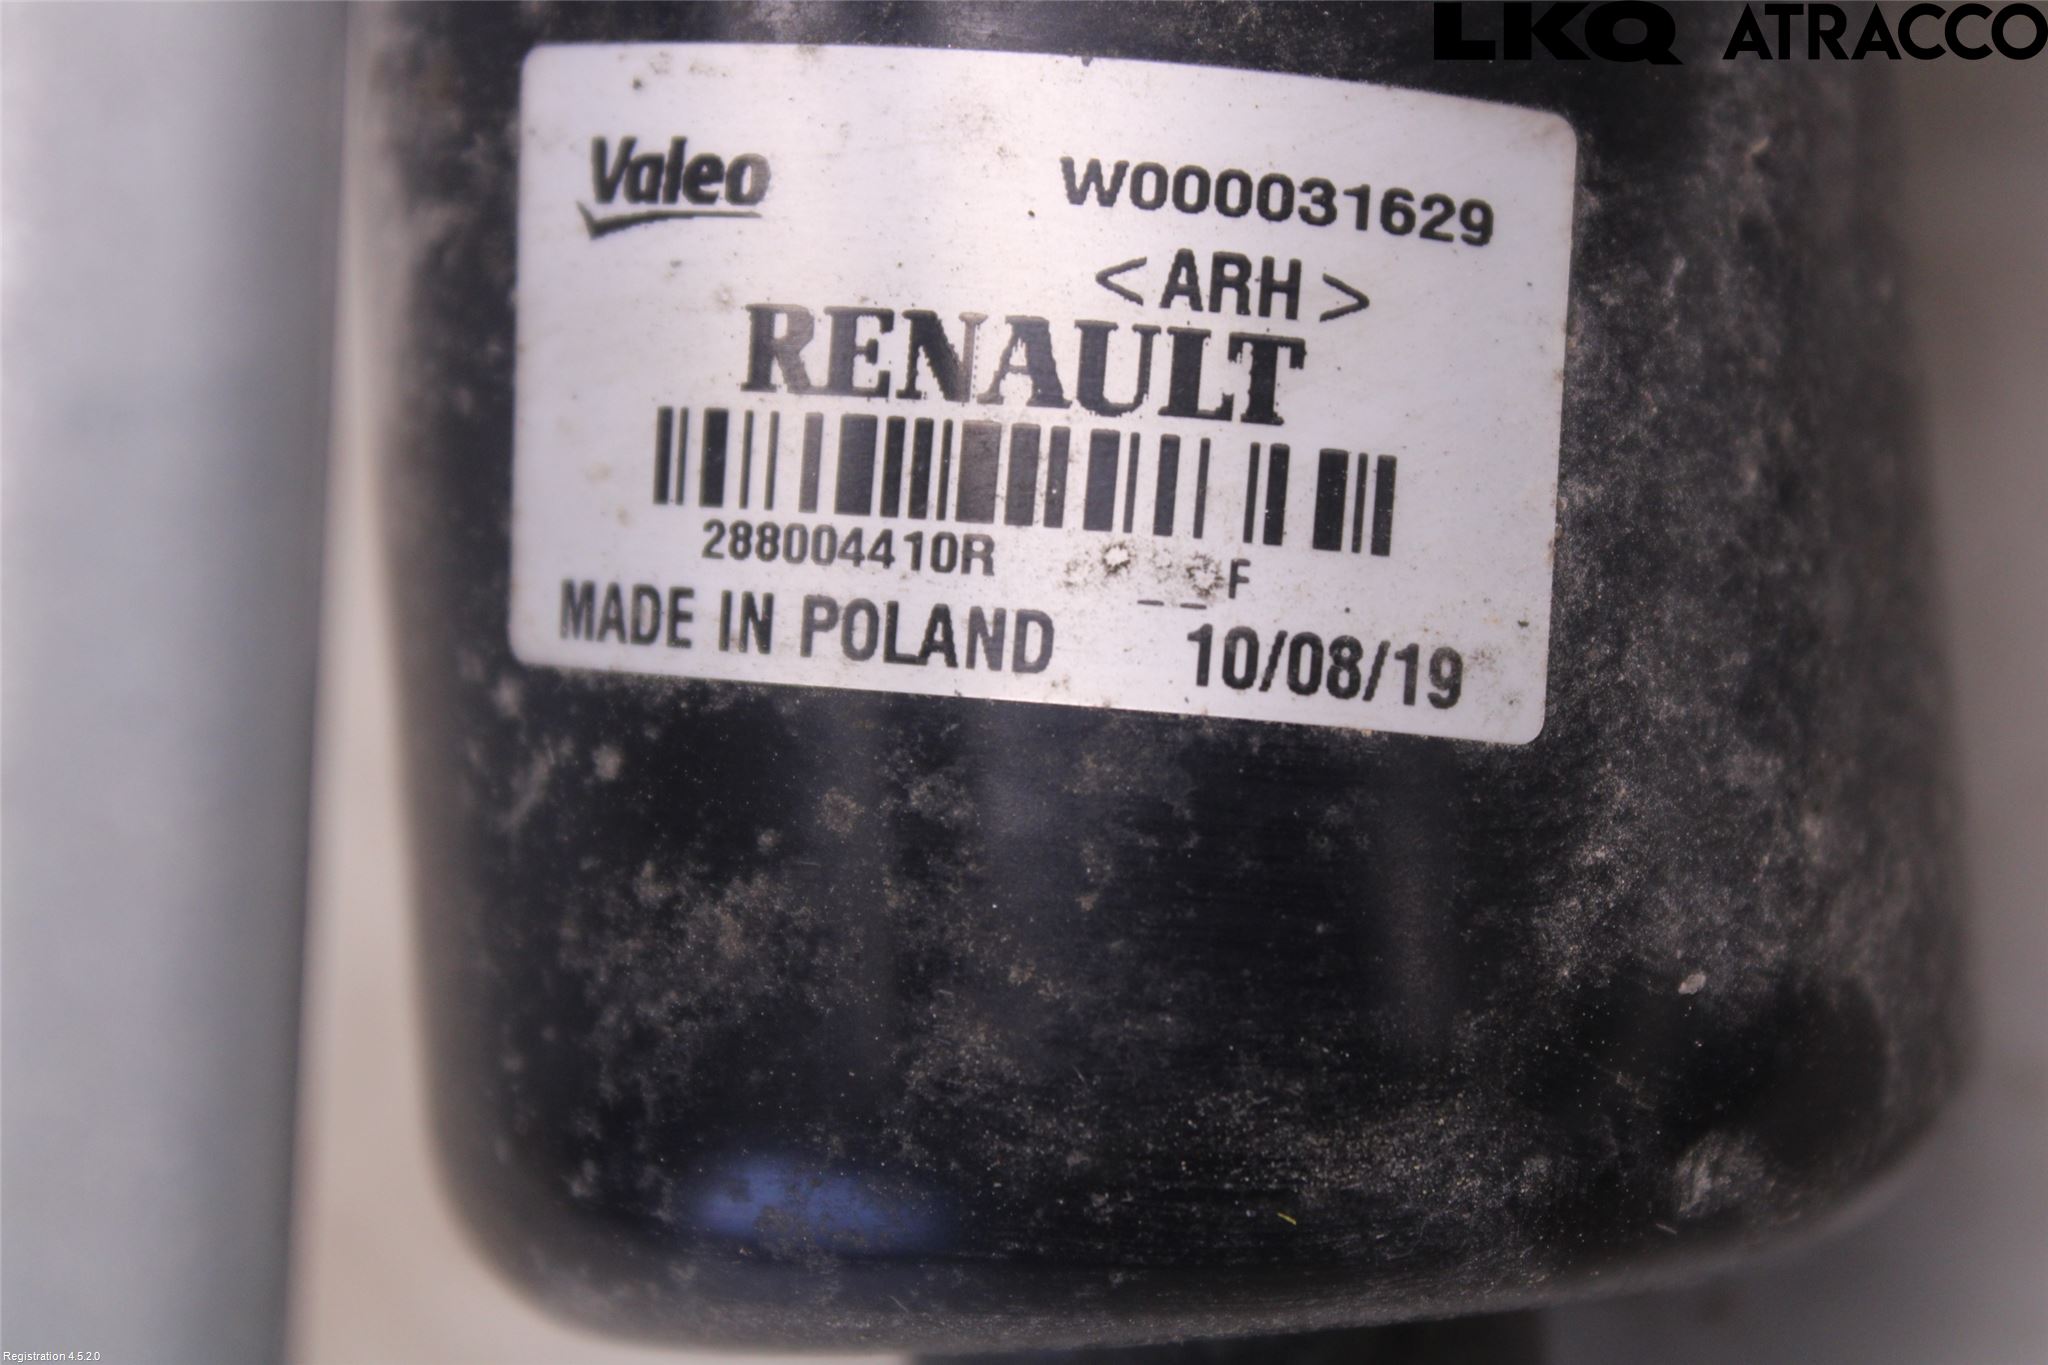 LKQ ATRACCO
Valeo
W000031629
<ARH>
RENAULT
288004410R
_ _ F
MADE IN POLAND
10/08/19
Registration 4.5.2.0